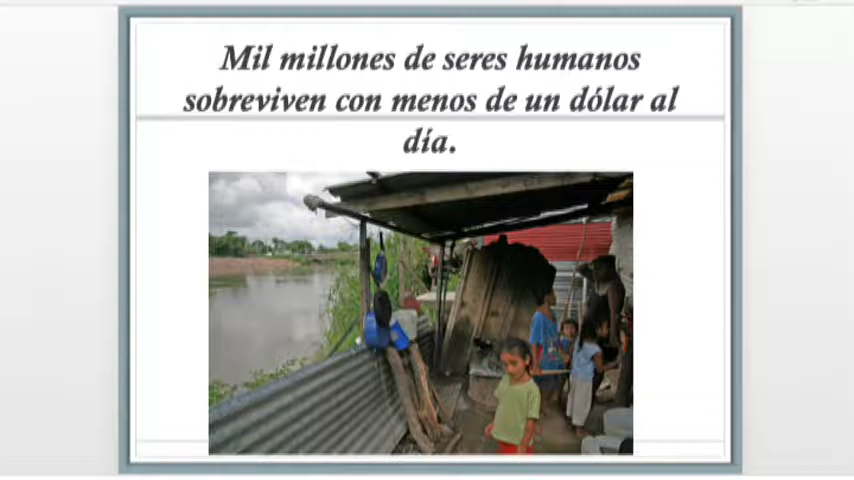 Mil millones de seres humanos
sobreviven con menos de un dólar al
día.